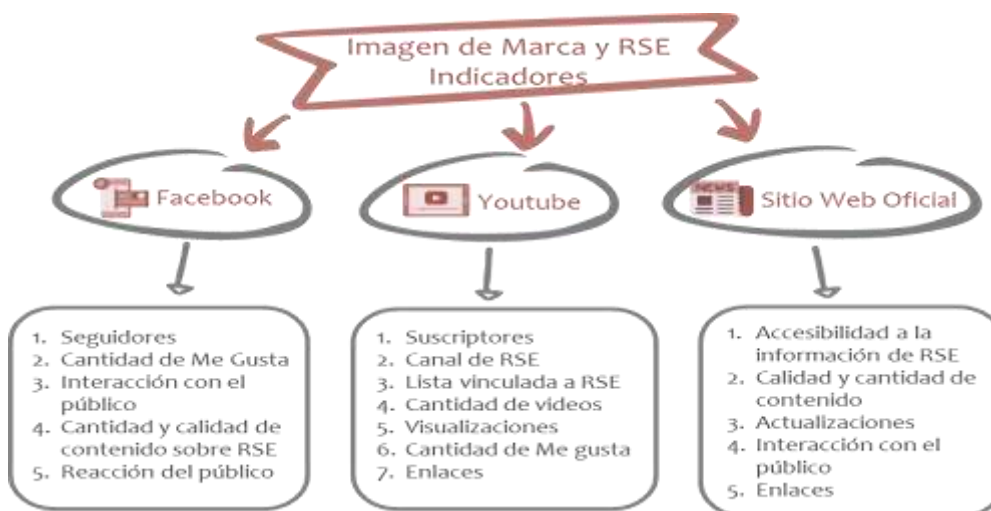 Imagen de Marca y RSE
Indicadores
Facebook
Youtube
NEWS
Sitio Web Oficial
1. Seguidores
2. Cantidad de Me Gusta
3. Interacción con el
público
4. Cantidad y calidad de
contenido sobre RSE
5. Reacción del público
1. Suscriptores
2. Canal de RSE
3. Lista vinculada a RSE
4. Cantidad de videos
5. Visualizaciones
6. Cantidad de Me gusta
7. Enlaces
1. Accesibilidad a la
información de RSE
2. Calidad y cantidad de
contenido
3. Actualizaciones
4. Interacción con el
público
5. Enlaces